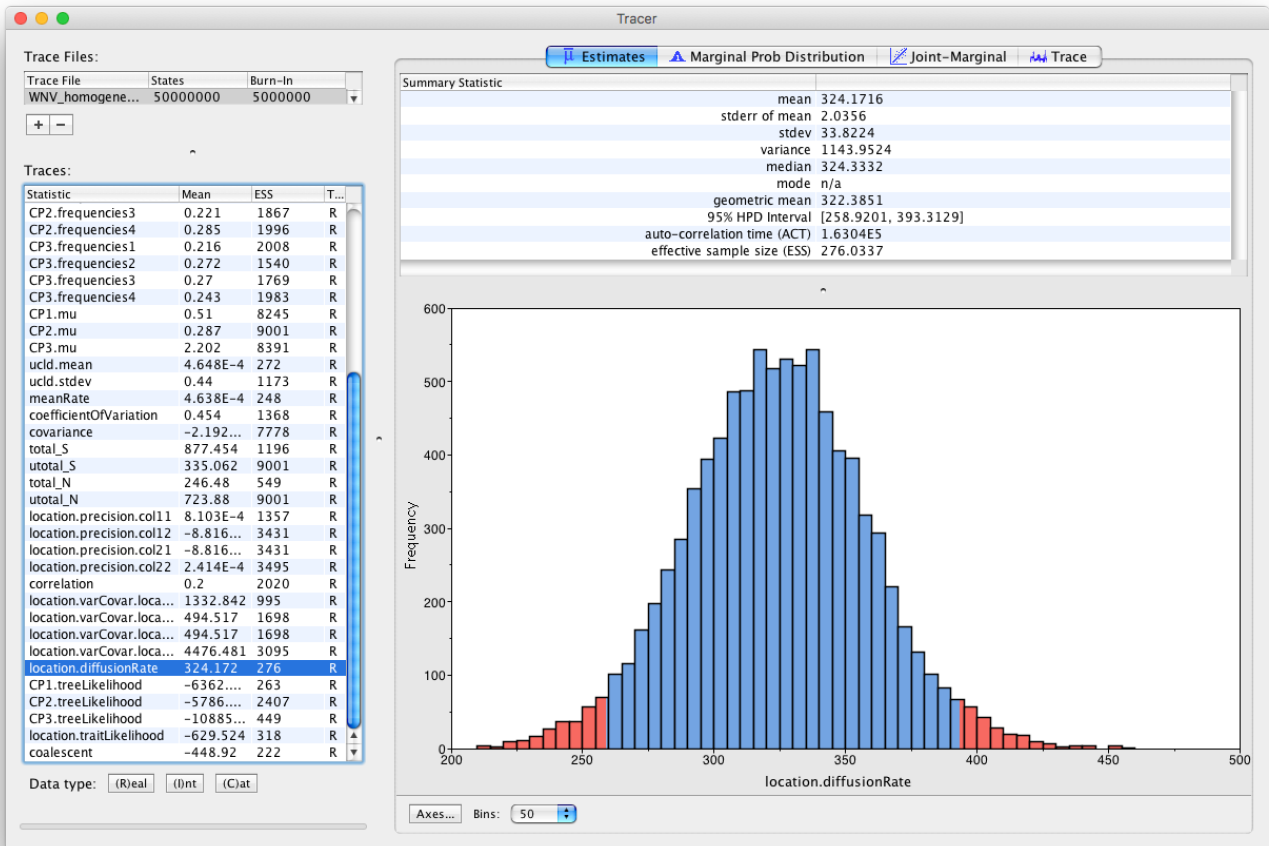 Tracer
Trace Files:
Trace File States Burn-In
WNV_homogene... 50000000 5000000
+ −
Traces:
Statistic Mean ESS T...
CP2.frequencies3 0.221 1867 R
CP2.frequencies4 0.285 1996 R
CP3.frequencies1 0.216 2008 R
CP3.frequencies2 0.272 1540 R
CP3.frequencies3 0.27 1769 R
CP3.frequencies4 0.243 1983 R
CP1.mu 0.51 8245 R
CP2.mu 0.287 9001 R
CP3.mu 2.202 8391 R
ucld.mean 4.648E-4 272 R
ucld.stdev 0.44 1173 R
meanRate 4.638E-4 248 R
coefficientOfVariation 0.454 1368 R
covariance -2.192... 7778 R
total_S 877.454 1196 R
utotal_S 335.062 9001 R
total_N 246.48 549 R
utotal_N 723.88 9001 R
location.precision.col11 8.103E-4 1357 R
location.precision.col12 -8.816... 3431 R
location.precision.col21 -8.816... 3431 R
location.precision.col22 2.414E-4 3495 R
correlation 0.2 2020 R
location.varCovar.loca... 1332.842 995 R
location.varCovar.loca... 494.517 1698 R
location.varCovar.loca... 494.517 1698 R
location.varCovar.loca... 4476.481 3095 R
location.diffusionRate 324.172 276 R
CP1.treeLikelihood -6362.... 263 R
CP2.treeLikelihood -5786.... 2407 R
CP3.treeLikelihood -10885... 449 R
location.traitLikelihood -629.524 318 R
coalescent -448.92 222 R
Data type: (R)eal (I)nt (C)at
Estimates Marginal Prob Distribution Joint-Marginal Trace
Summary Statistic
mean 324.1716
stderr of mean 2.0356
stdev 33.8224
variance 1143.9524
median 324.3332
mode n/a
geometric mean 322.3851
95% HPD Interval [258.9201, 393.3129]
auto-correlation time (ACT) 1.6304E5
effective sample size (ESS) 276.0337
600
500
400
300
200
100
0
Frequency
200 250 300 350 400 450 500
location.diffusionRate
Axes... Bins: 50